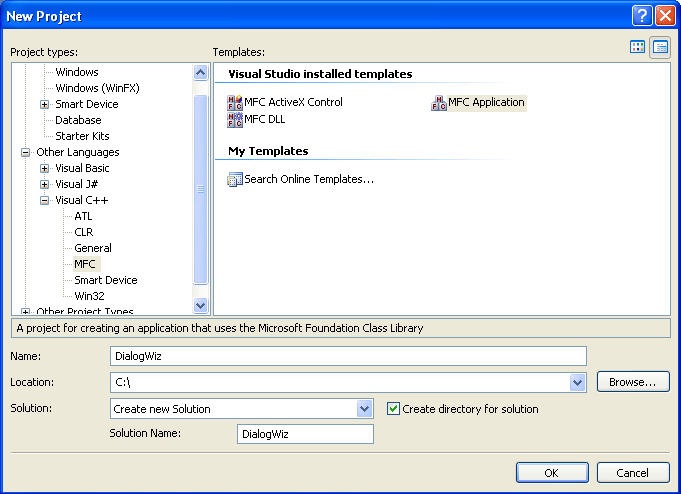 New Project
Project types:
Templates:
Windows
Windows (WinFX)
Smart Device
Database
Starter Kits
Other Languages
Visual Basic
Visual J#
Visual C++
ATL
CLR
General
MFC
Smart Device
Win32
Other Project Types
Visual Studio installed templates
MFC ActiveX Control
MFC Application
MFC DLL
My Templates
Search Online Templates...
A project for creating an application that uses the Microsoft Foundation Class Library
Name:
DialogWiz
Location:
C:\
Browse...
Solution:
Create new Solution
Create directory for solution
Solution Name:
DialogWiz
OK
Cancel